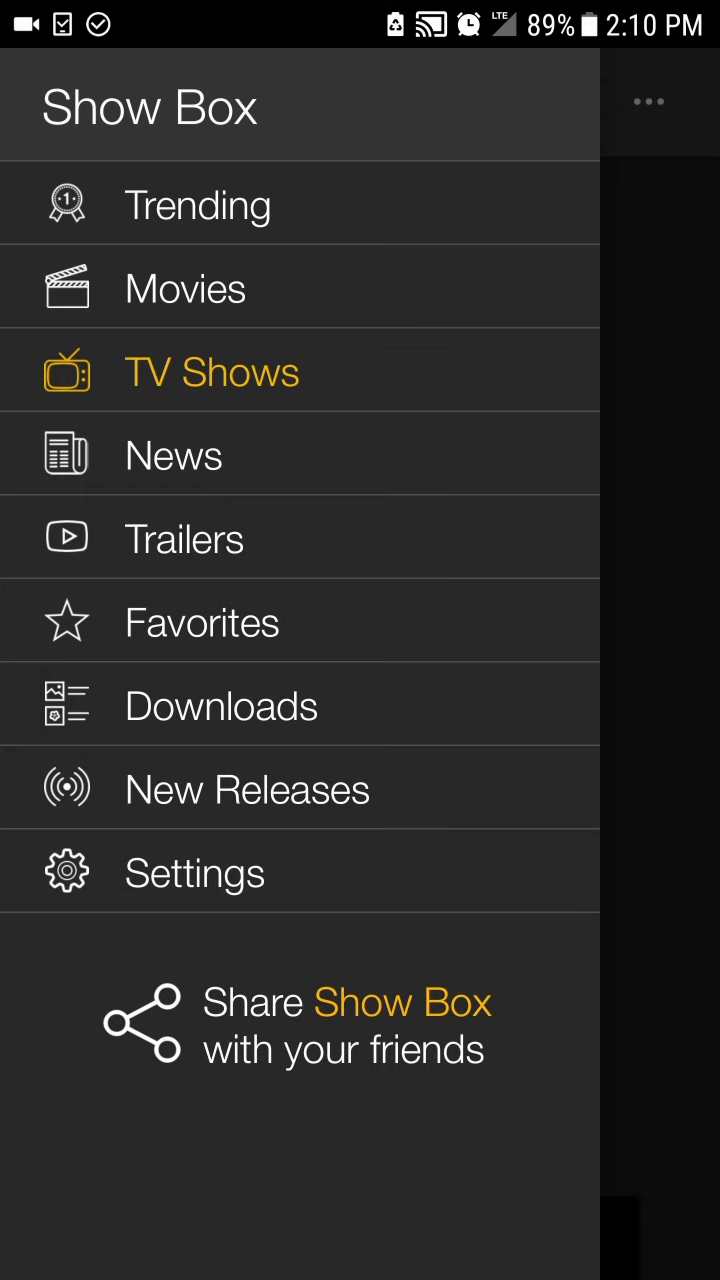 LTE 89% 2:10 PM
Show Box
Trending
Movies
TV Shows
News
Trailers
Favorites
Downloads
New Releases
Settings
Share Show Box
with your friends